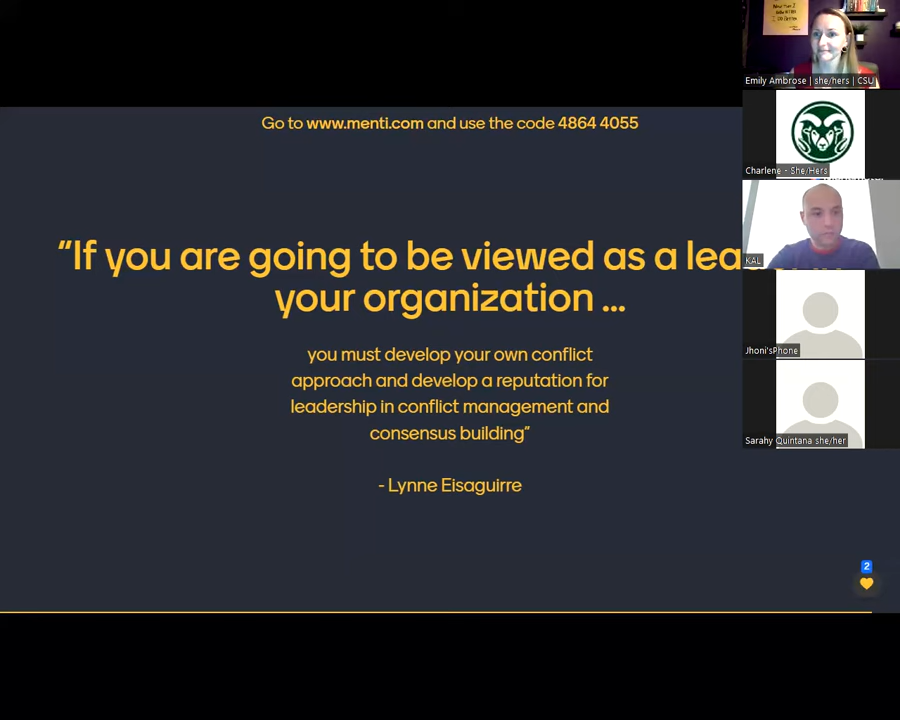 Go to www.menti.com and use the code 4864 4055
“If you are going to be viewed as a
your organization ...
you must develop your own conflict
approach and develop a reputation for
leadership in conflict management and
consensus building”
- Lynne Eisaguirre
2
Emily Ambrose | she/hers | CSU
Charlene - She/Hers
KAL
Jhoni'sPhone
Sarahy Quintana she/her